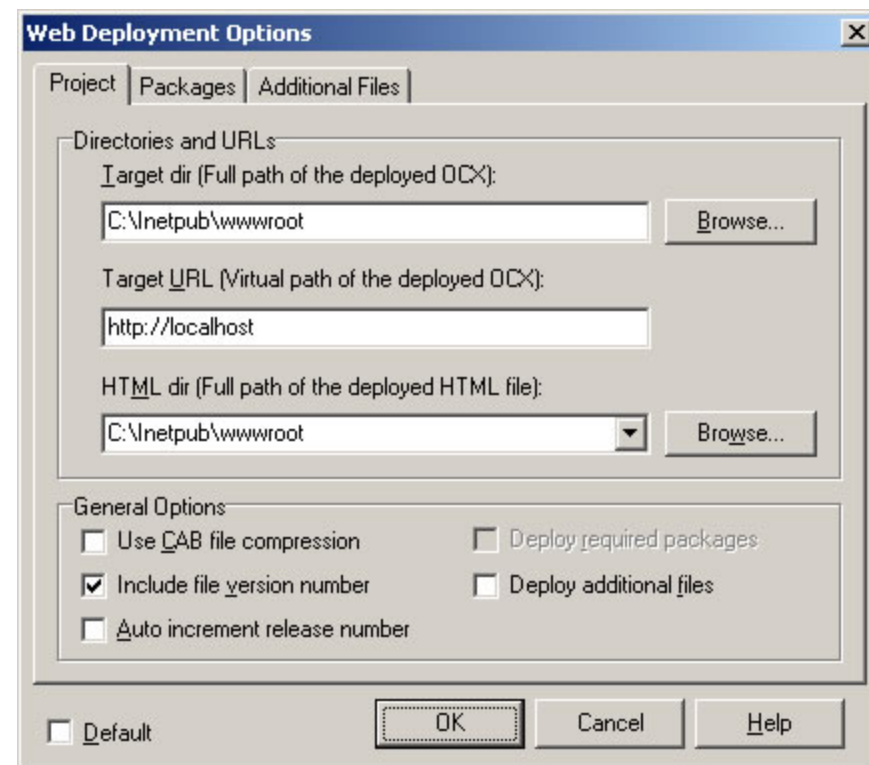 Web Deployment Options
Project Packages Additional Files
Directories and URLs
Target dir (Full path of the deployed OCX):
C:\Inetpub\wwwroot Browse...
Target URL (Virtual path of the deployed OCX):
http://localhost
HTML dir (Full path of the deployed HTML file):
C:\Inetpub\wwwroot Browse...
General Options
Use CAB file compression Deploy required packages
Include file version number Deploy additional files
Auto increment release number
Default OK Cancel Help